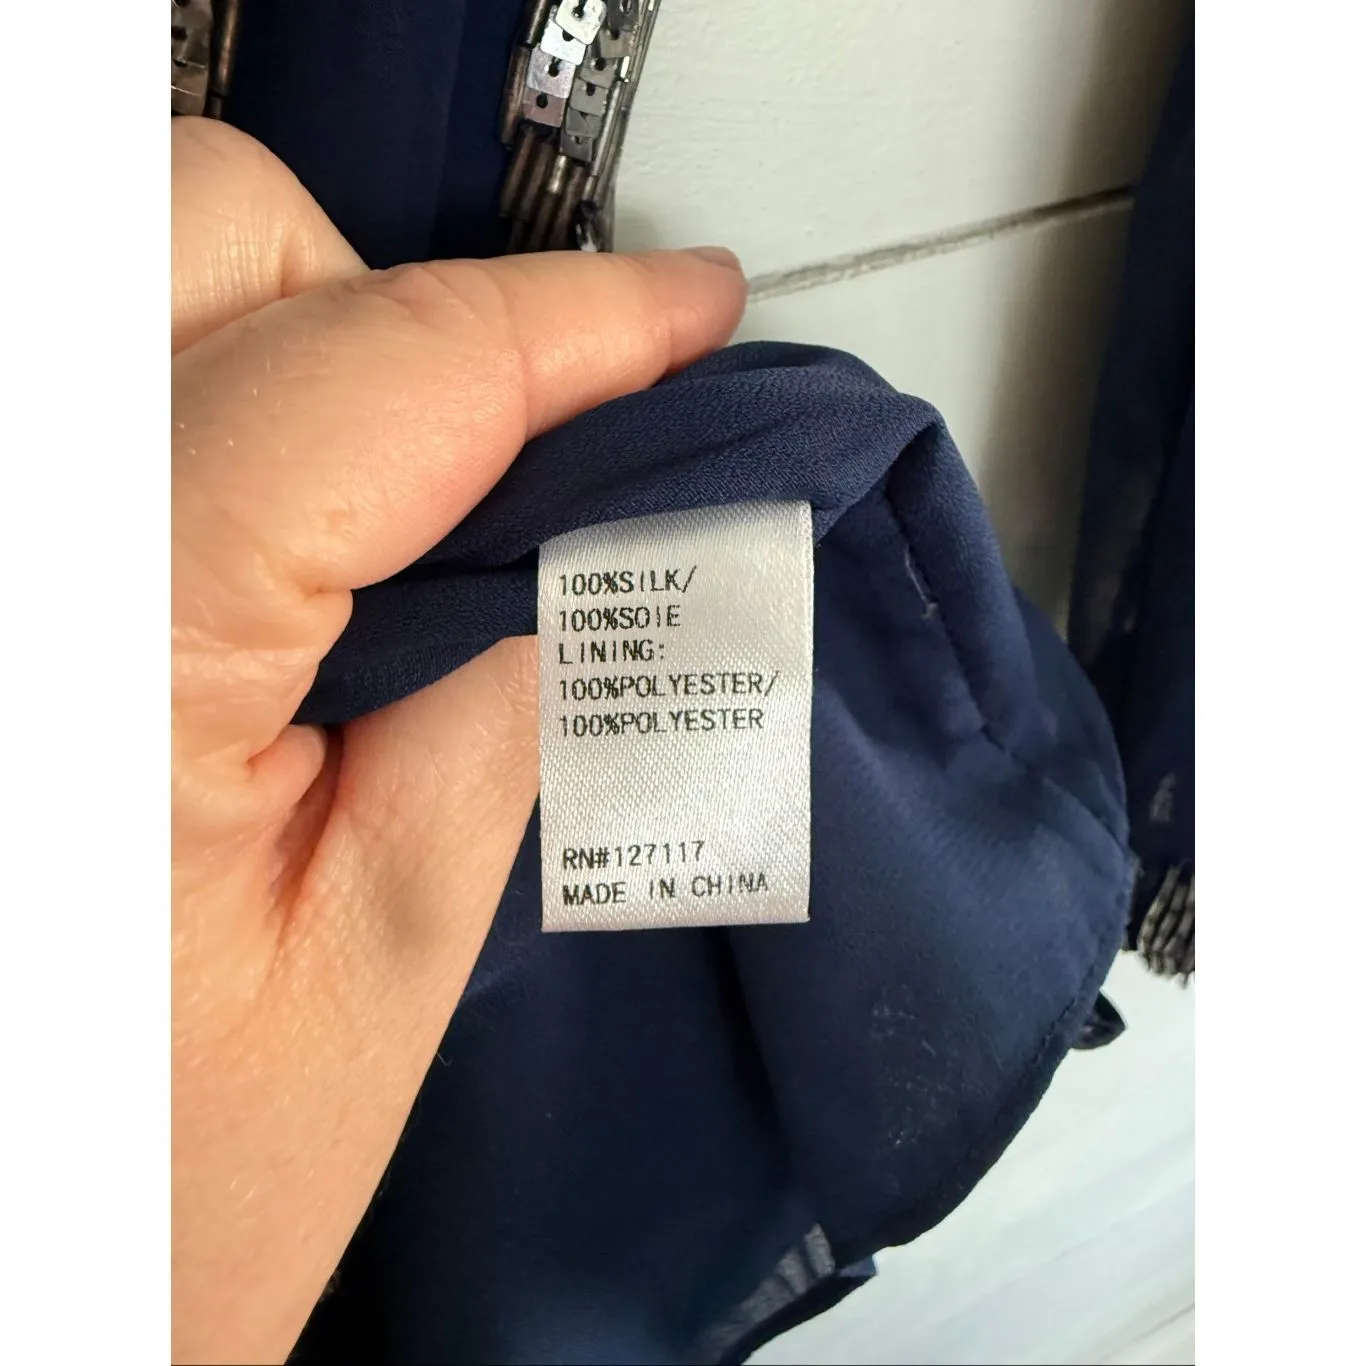 100%SILK/
100%SOIE
LINING:
100%POLYESTER/
100%POLYESTER
RN#127117
MADE IN CHINA